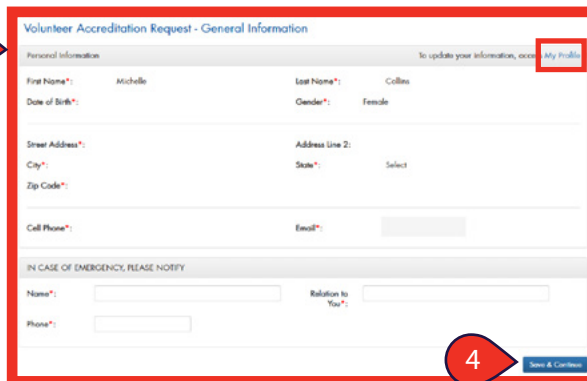 Volunteer Accreditation Request - General Information
Personal Information To update your information, access My Profile
First Name*: Michelle Last Name*: Collins
Date of Birth*: Gender*: Female
Street Address*: Address Line 2:
City*: State*: Select
Zip Code*:
Cell Phone*: Email*:
IN CASE OF EMERGENCY, PLEASE NOTIFY
Name*: Relation to
You*:
Phone*:
4 Save & Continue